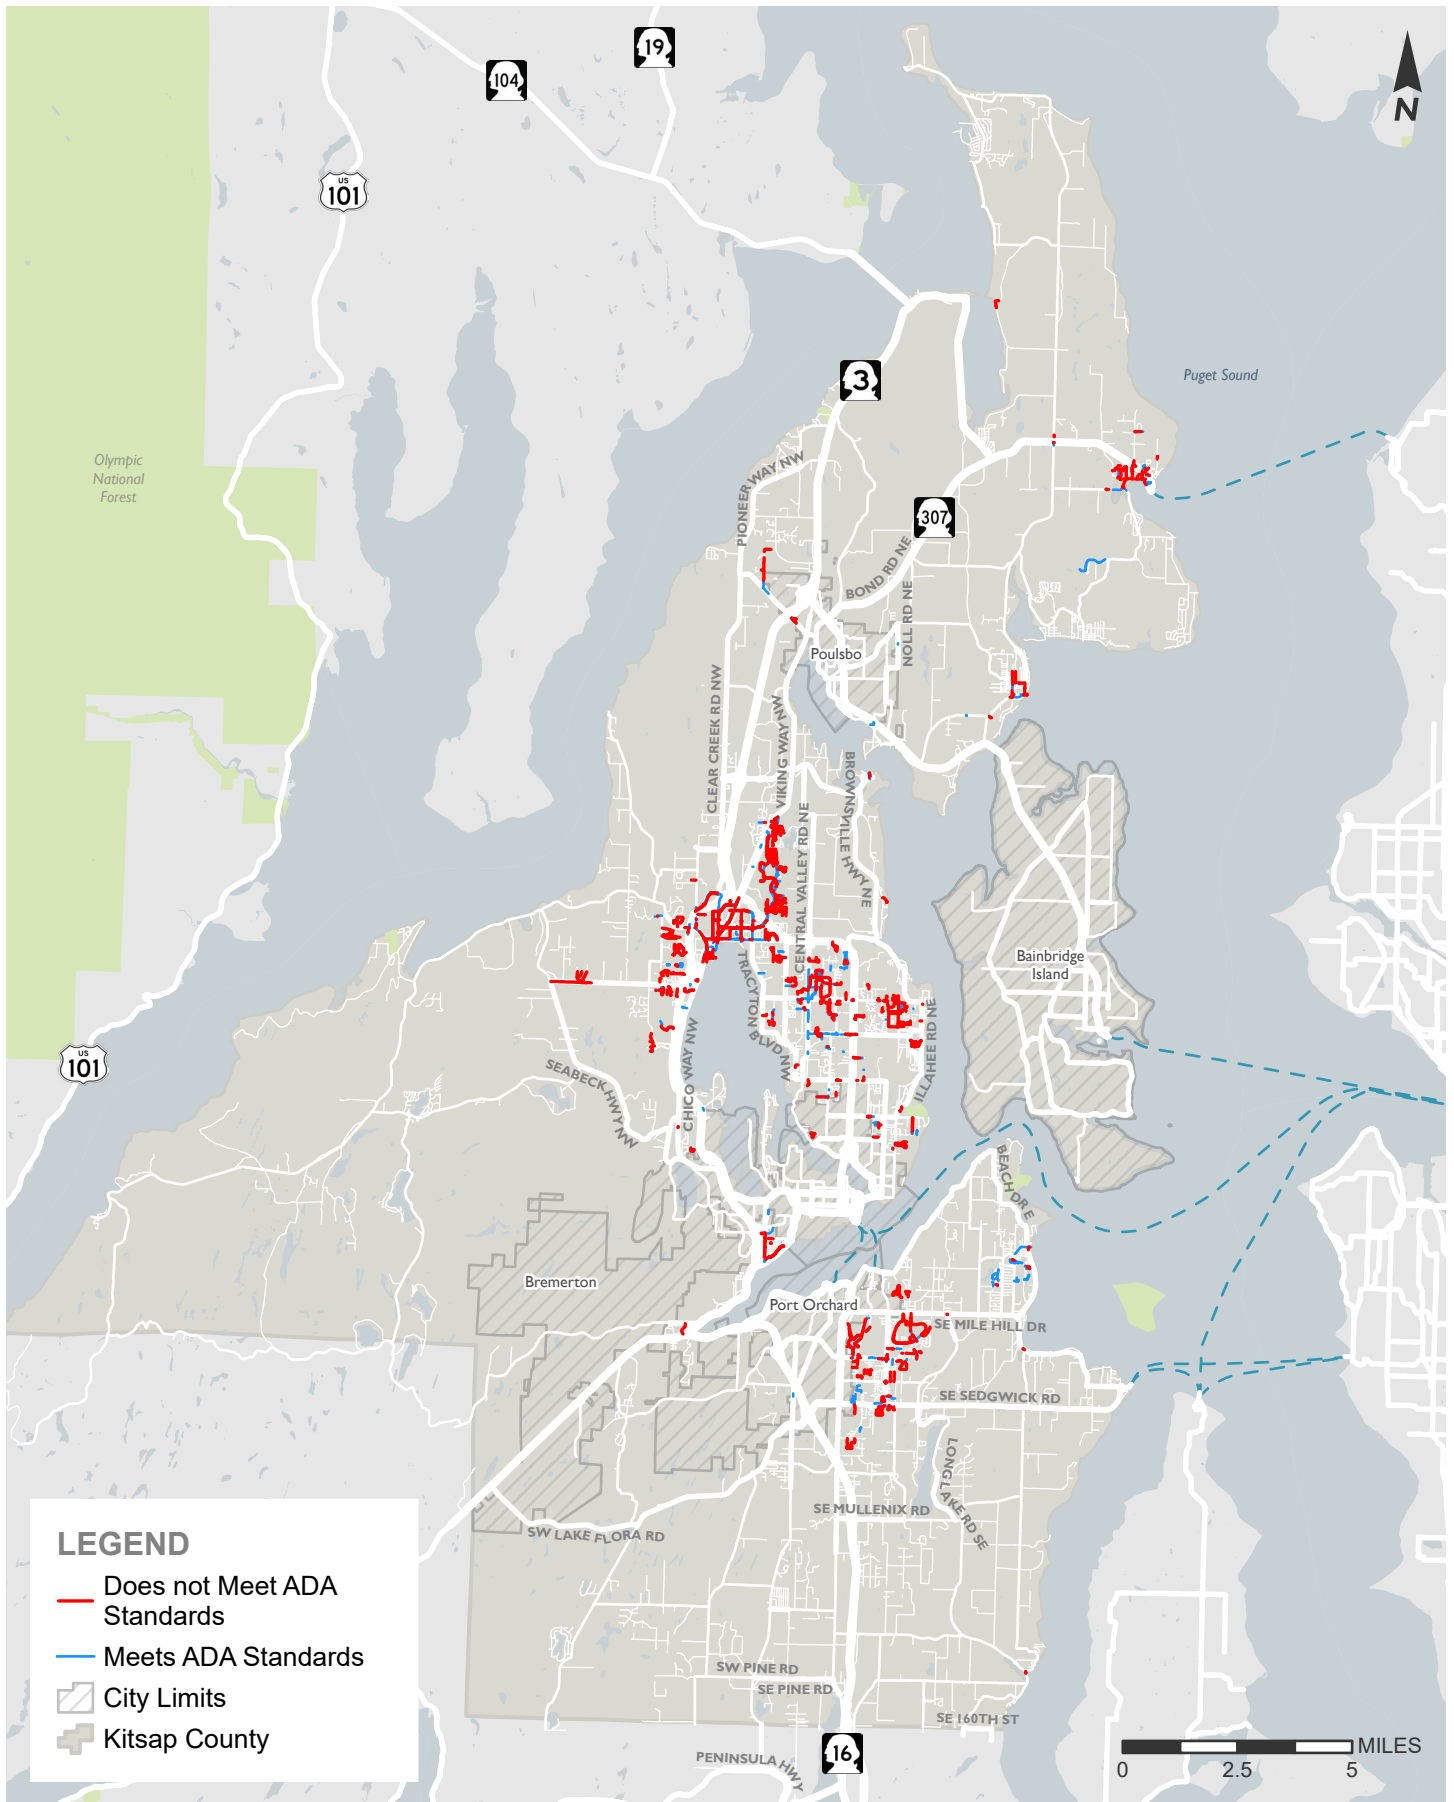 19
104
N
US
101
Puget Sound
3
Olympic
National
Forest
PIONEER WAY NW
307
BOND RD NE
NOLL RD NE
Poulsbo
CLEAR CREEK RD NW
VIKING WAY NW
BROWNSVILLE HWY NE
CENTRAL VALLEY RD NE
Bainbridge
Island
TRACYTON BLVD NW
ILLAHEE RD NE
CHICO WAY NW
US
101
SEABECK HWY NW
BEACH DR E
Bremerton
Port Orchard
SE MILE HILL DR
SE SEDGWICK RD
LONG LAKE RD SE
SE MULLENIX RD
SW LAKE FLORA RD
LEGEND
Does not Meet ADA
Standards
Meets ADA Standards
City Limits
Kitsap County
SW PINE RD
SE PINE RD
SE 160TH ST
PENINSULA HWY
16
MILES
0 2.5 5